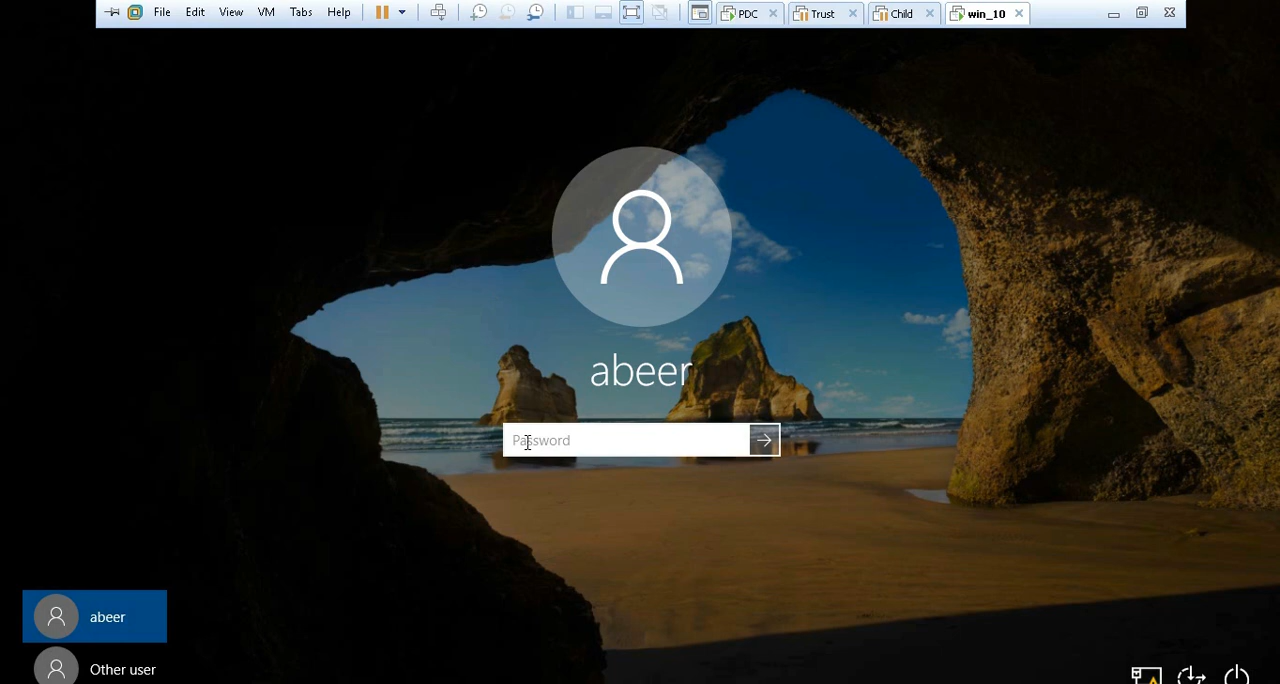 File Edit View VM Tabs Help PDC Trust Child win_10
abeer
Password
abeer
Other user